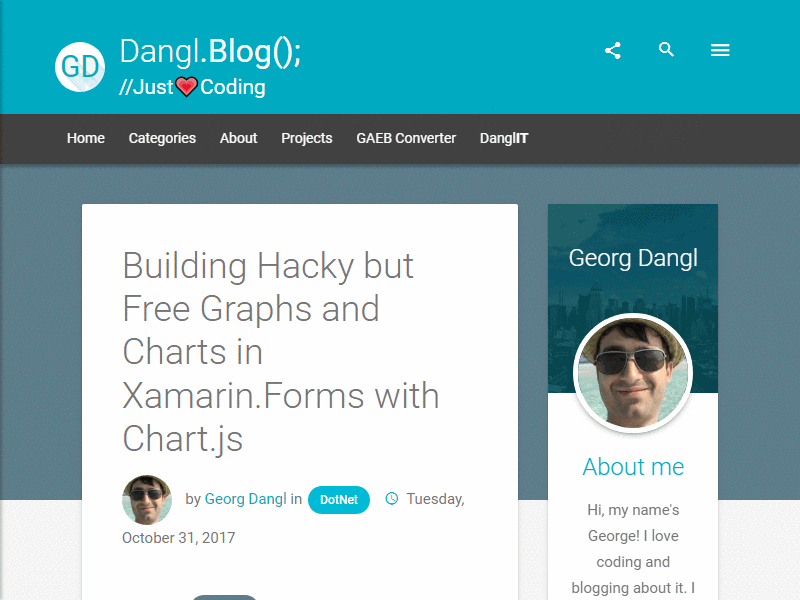 GD
Dangl.Blog();
//Just❤Coding
Home Categories About Projects GAEB Converter DanglIT
Building Hacky but
Free Graphs and
Charts in
Xamarin.Forms with
Chart.js
by Georg Dangl in DotNet Tuesday,
October 31, 2017
Georg Dangl
About me
Hi, my name's
George! I love
coding and
blogging about it. I